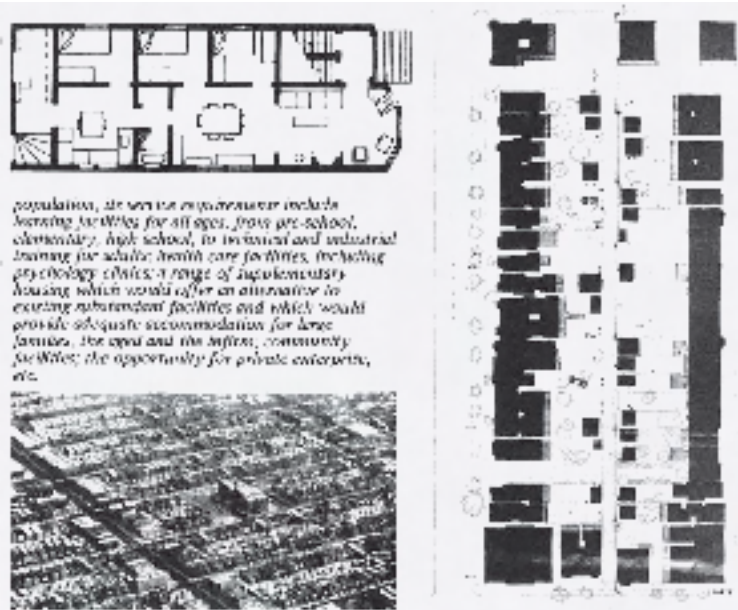 population, its service requirements include
learning facilities for all ages, from pre-school,
elementary, high school, to technical and industrial
training for adults; health care facilities, including
psychology clinics; a range of supplementary
housing which would offer an alternative to
existing substandard facilities and which would
provide adequate accommodation for large
families, the aged and the infirm, community
facilities; the opportunity for private enterprise,
etc.